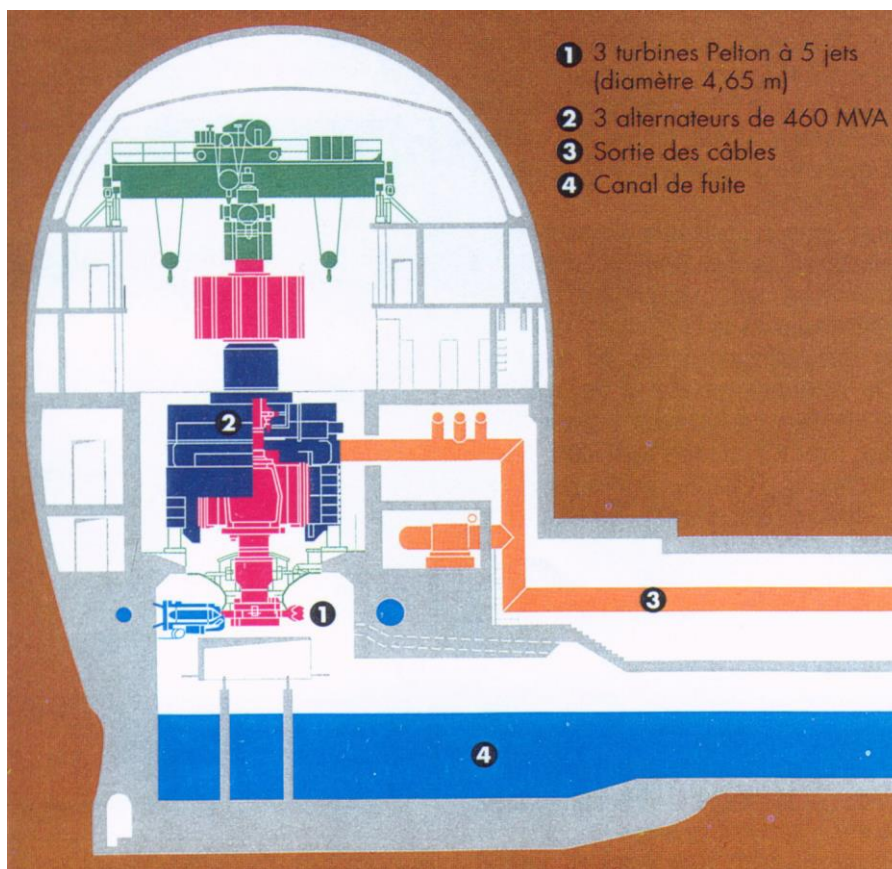 1 3 turbines Pelton à 5 jets
(diamètre 4,65 m)
2 3 alternateurs de 460 MVA
3 Sortie des câbles
4 Canal de fuite
2
1
3
4